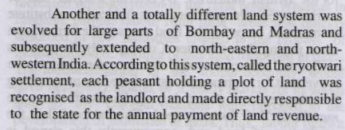 Another and a totally different land system was
evolved for large parts of Bombay and Madras and
subsequently extended to north-eastern and north-
western India. According to this system, called the ryotwari
settlement, each peasant holding a plot of land was
recognised as the landlord and made directly responsible
to the state for the annual payment of land revenue.